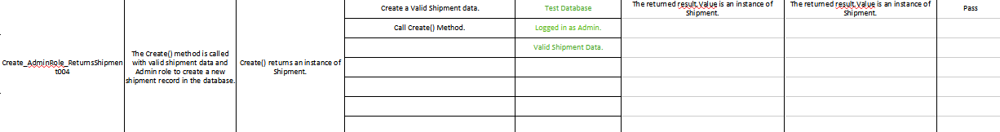 Create_AdminRole_ReturnsShipmen
t004
The Create() method is called
with valid shipment data and
Admin role to create a new
shipment record in the database.
Create() returns an instance of
Shipment.
Create a Valid Shipment data.
Call Create() Method.
Test Database
Logged in as Admin.
Valid Shipment Data.
The returned result.Value is an instance of
Shipment.
The returned result.Value is an instance of
Shipment.
Pass